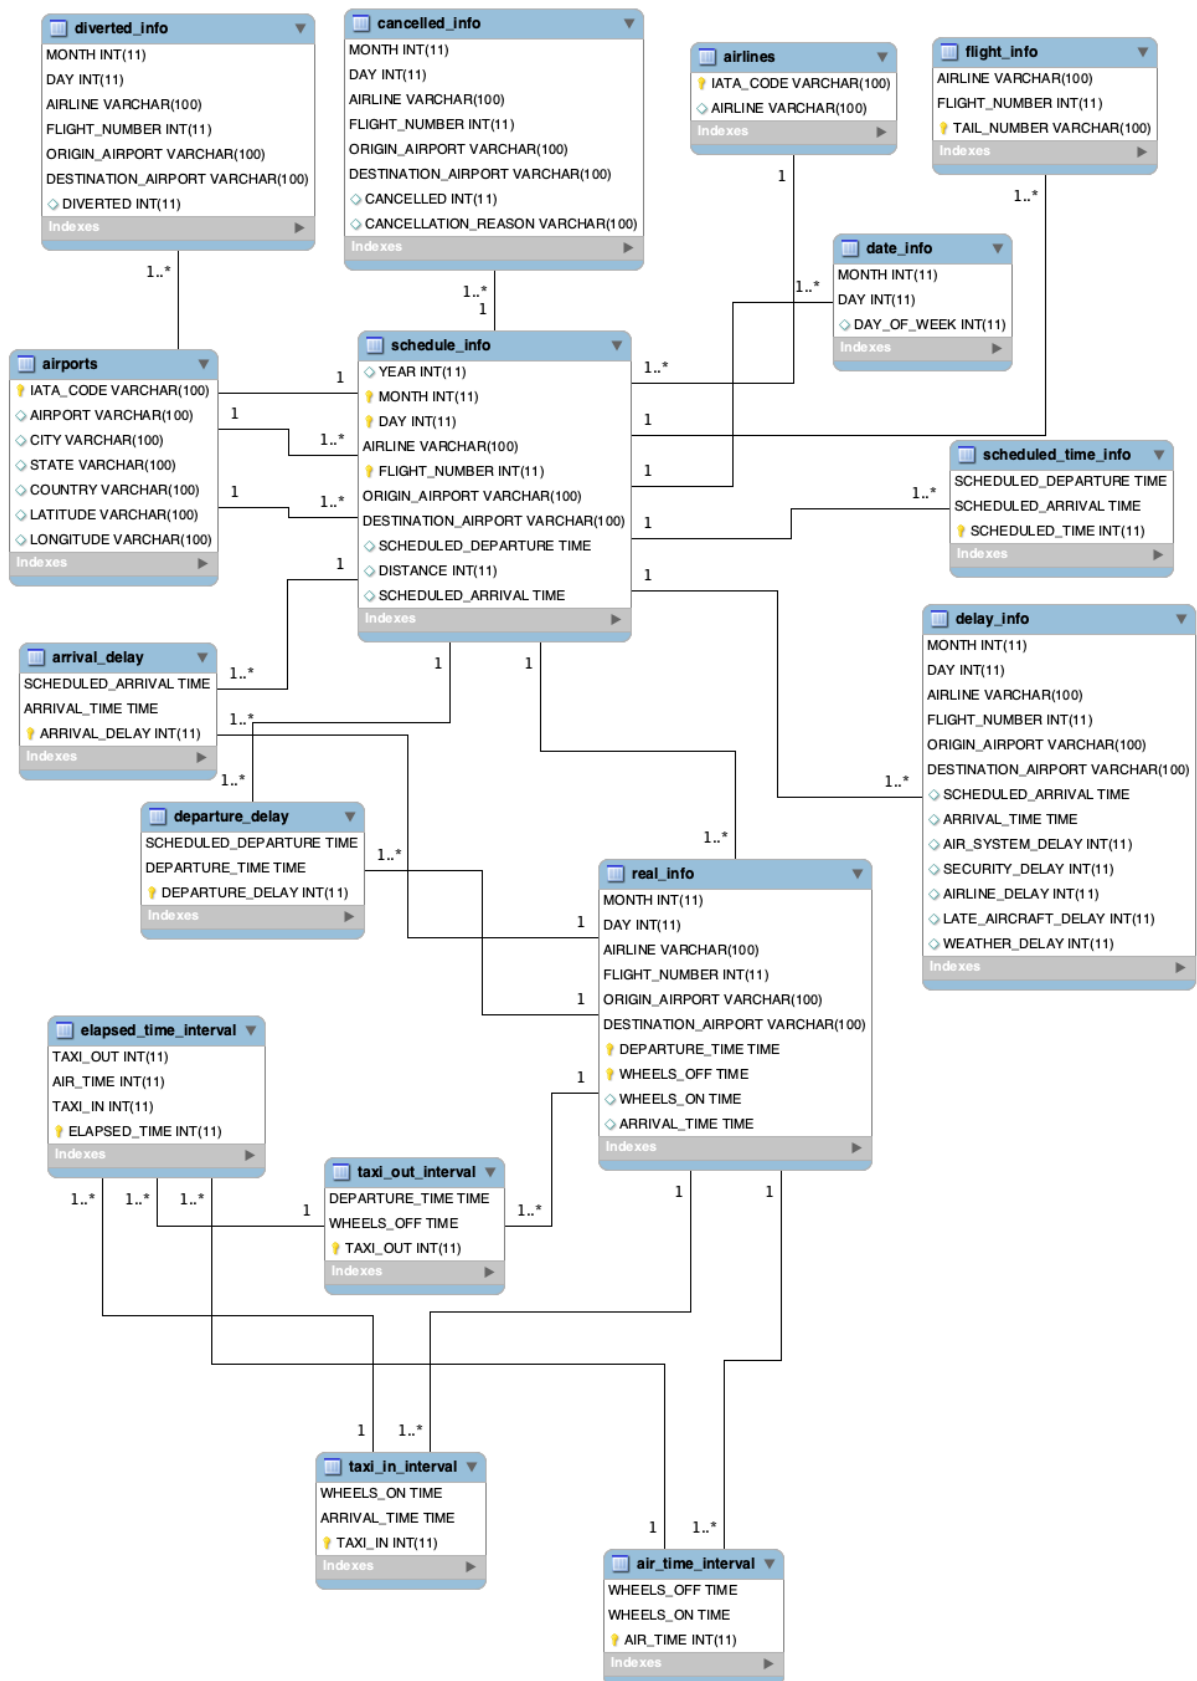 diverted_info
MONTH INT(11)
DAY INT(11)
AIRLINE VARCHAR(100)
FLIGHT_NUMBER INT(11)
ORIGIN_AIRPORT VARCHAR(100)
DESTINATION_AIRPORT VARCHAR(100)
DIVERTED INT(11)
Indexes
1..*
cancelled_info
MONTH INT(11)
DAY INT(11)
AIRLINE VARCHAR(100)
FLIGHT_NUMBER INT(11)
ORIGIN_AIRPORT VARCHAR(100)
DESTINATION_AIRPORT VARCHAR(100)
CANCELLED INT(11)
CANCELLATION_REASON VARCHAR(100)
Indexes
1..*
1
airlines
IATA_CODE VARCHAR(100)
AIRLINE VARCHAR(100)
Indexes
1
flight_info
AIRLINE VARCHAR(100)
FLIGHT_NUMBER INT(11)
TAIL_NUMBER VARCHAR(100)
Indexes
1..*
date_info
MONTH INT(11)
DAY INT(11)
DAY_OF_WEEK INT(11)
Indexes
1..*
airports
IATA_CODE VARCHAR(100)
AIRPORT VARCHAR(100)
CITY VARCHAR(100)
STATE VARCHAR(100)
COUNTRY VARCHAR(100)
LATITUDE VARCHAR(100)
LONGITUDE VARCHAR(100)
Indexes
1
1
1..*
1
1..*
1
schedule_info
YEAR INT(11)
MONTH INT(11)
DAY INT(11)
AIRLINE VARCHAR(100)
FLIGHT_NUMBER INT(11)
ORIGIN_AIRPORT VARCHAR(100)
DESTINATION_AIRPORT VARCHAR(100)
SCHEDULED_DEPARTURE TIME
DISTANCE INT(11)
SCHEDULED_ARRIVAL TIME
Indexes
1..*
1
1
1
1
1
1
scheduled_time_info
SCHEDULED_DEPARTURE TIME
SCHEDULED_ARRIVAL TIME
SCHEDULED_TIME INT(11)
Indexes
1..*
delay_info
MONTH INT(11)
DAY INT(11)
AIRLINE VARCHAR(100)
FLIGHT_NUMBER INT(11)
ORIGIN_AIRPORT VARCHAR(100)
DESTINATION_AIRPORT VARCHAR(100)
SCHEDULED_ARRIVAL TIME
ARRIVAL_TIME TIME
AIR_SYSTEM_DELAY INT(11)
SECURITY_DELAY INT(11)
AIRLINE_DELAY INT(11)
LATE_AIRCRAFT_DELAY INT(11)
WEATHER_DELAY INT(11)
Indexes
1..*
arrival_delay
SCHEDULED_ARRIVAL TIME
ARRIVAL_TIME TIME
ARRIVAL_DELAY INT(11)
Indexes
1..*
1..*
1..*
departure_delay
SCHEDULED_DEPARTURE TIME
DEPARTURE_TIME TIME
DEPARTURE_DELAY INT(11)
Indexes
1..*
1..*
real_info
MONTH INT(11)
DAY INT(11)
AIRLINE VARCHAR(100)
FLIGHT_NUMBER INT(11)
ORIGIN_AIRPORT VARCHAR(100)
DESTINATION_AIRPORT VARCHAR(100)
DEPARTURE_TIME TIME
WHEELS_OFF TIME
WHEELS_ON TIME
ARRIVAL_TIME TIME
Indexes
1
1
1
1
1
elapsed_time_interval
TAXI_OUT INT(11)
AIR_TIME INT(11)
TAXI_IN INT(11)
ELAPSED_TIME INT(11)
Indexes
1..*
1..*
1..*
taxi_out_interval
DEPARTURE_TIME TIME
WHEELS_OFF TIME
TAXI_OUT INT(11)
Indexes
1
1..*
1
1..*
taxi_in_interval
WHEELS_ON TIME
ARRIVAL_TIME TIME
TAXI_IN INT(11)
Indexes
1
1..*
air_time_interval
WHEELS_OFF TIME
WHEELS_ON TIME
AIR_TIME INT(11)
Indexes